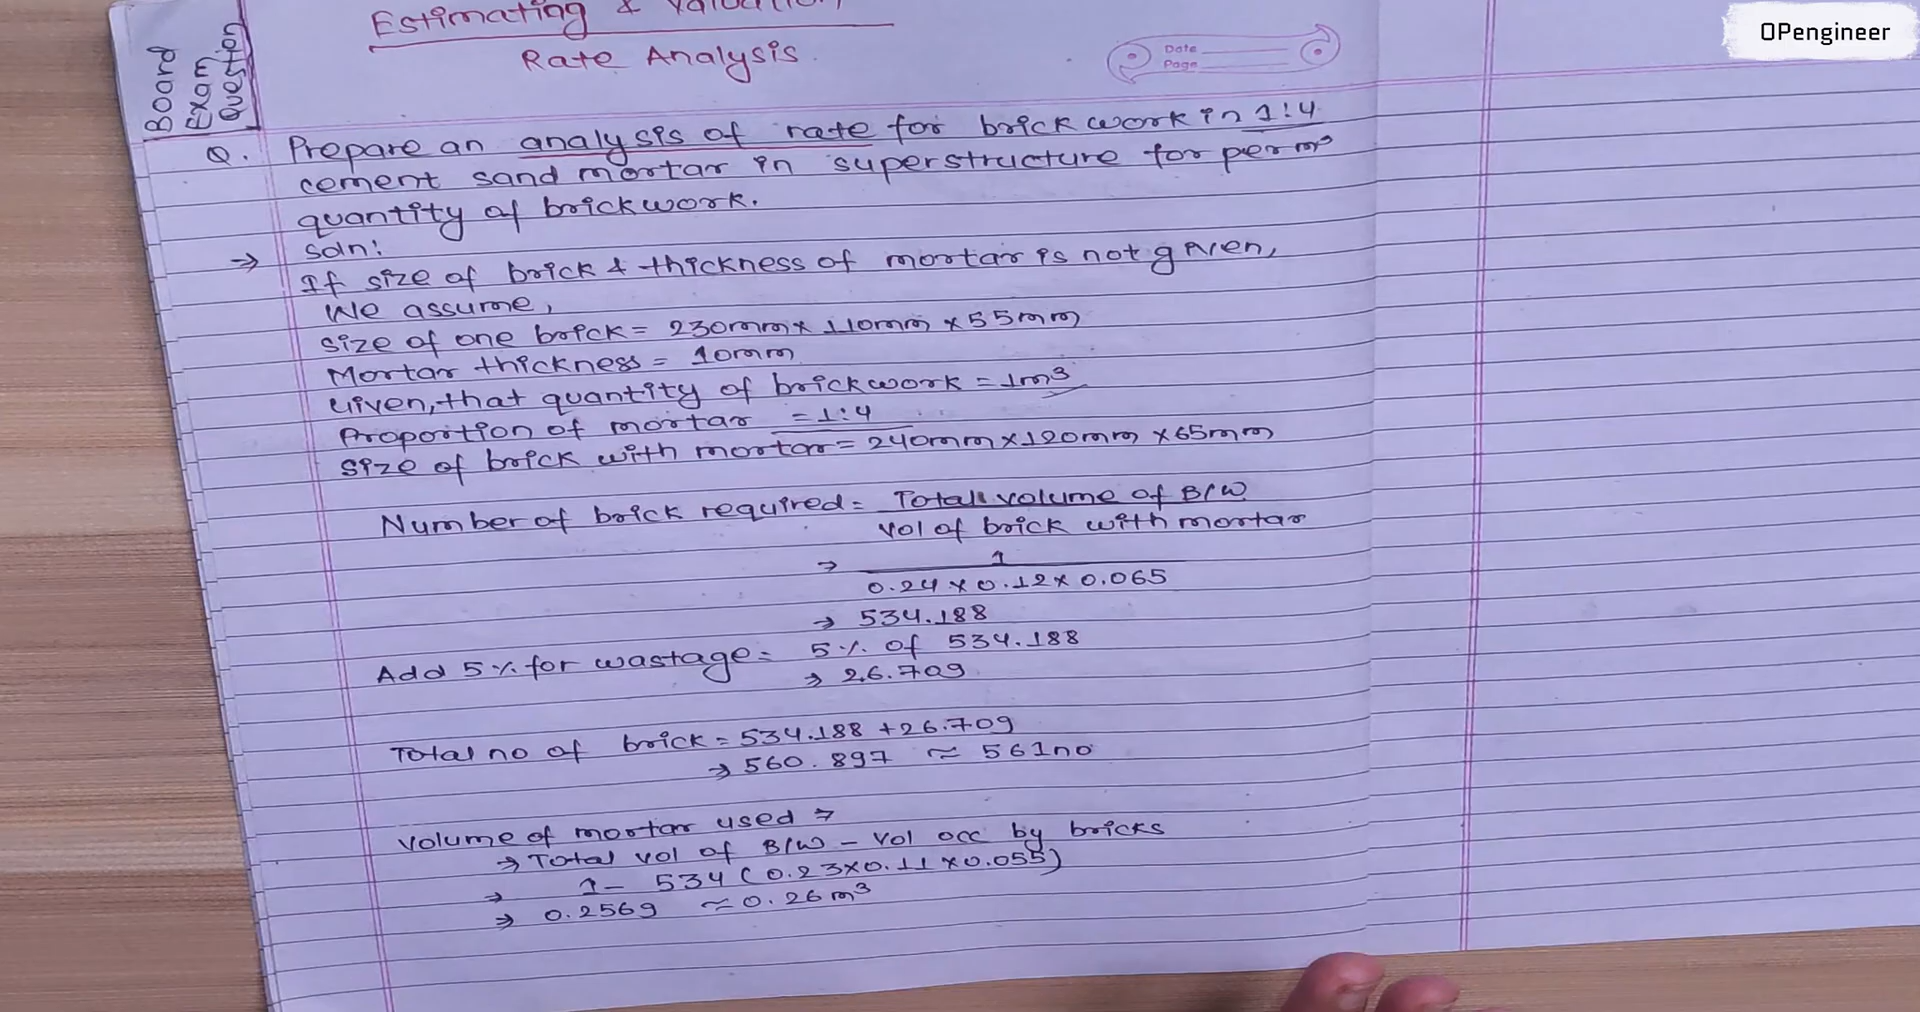 OPengineer
Board
Exam
Question
Estimating & Valuation
Rate Analysis
Date
Page
Q. Prepare an analysis of rate for brickwork in 1:4
cement sand mortar in superstructure for per m³
quantity of brickwork.
→ Soln:
If size of brick & thickness of mortar is not given,
We assume,
size of one brick = 230mm x 110mm x 55mm
Mortar thickness = 10mm
Given, that quantity of brickwork = 1m³
Proportion of mortar = 1:4
size of brick with mortar = 240mm x 120mm x 65mm
Number of brick required = Total volume of B/W
Vol of brick with mortar
→ 1
0.24 x 0.12 x 0.065
→ 534.188
Add 5% for wastage = 5% of 534.188
→ 26.709
Total no of brick = 534.188 + 26.709
→ 560.897 ≈ 561no
Volume of mortar used →
→ Total vol of B/W - Vol occ by bricks
→ 1 - 534 (0.23x0.11x0.055)
→ 0.2569 ≈ 0.26m³